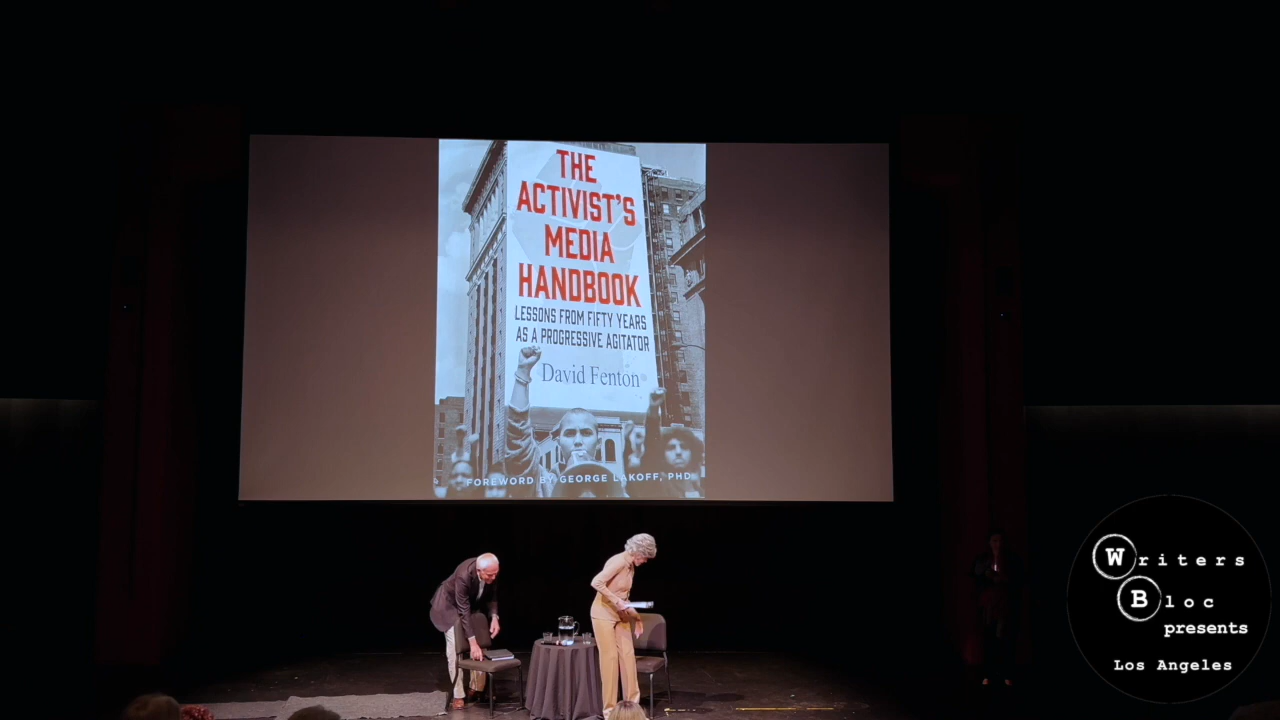 THE
ACTIVIST'S
MEDIA
HANDBOOK
LESSONS FROM FIFTY YEARS
AS A PROGRESSIVE AGITATOR
David Fenton
FOREWORD BY GEORGE LAKOFF, PHD
Writers
Bloc
presents
Los Angeles